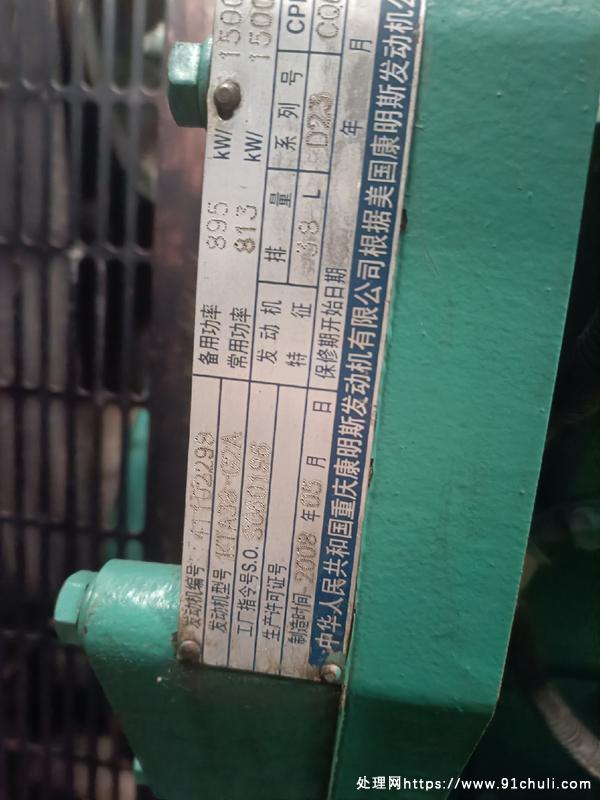 发动机编号 41102299
发动机型号 KTA38-G2A
工厂指令号S.O. SO60196
生产许可证号
制造时间 2008 年 05 月 日
备用功率 895 kW/ 1500
常用功率 813 kW/ 1500
发动机 排量 系列号 CPL
特征 38 L D23 CQ
保修期开始日期 年 月
中华人民共和国重庆康明斯发动机有限公司根据美国康明斯发动机公
处理网https://www.91chuli.com